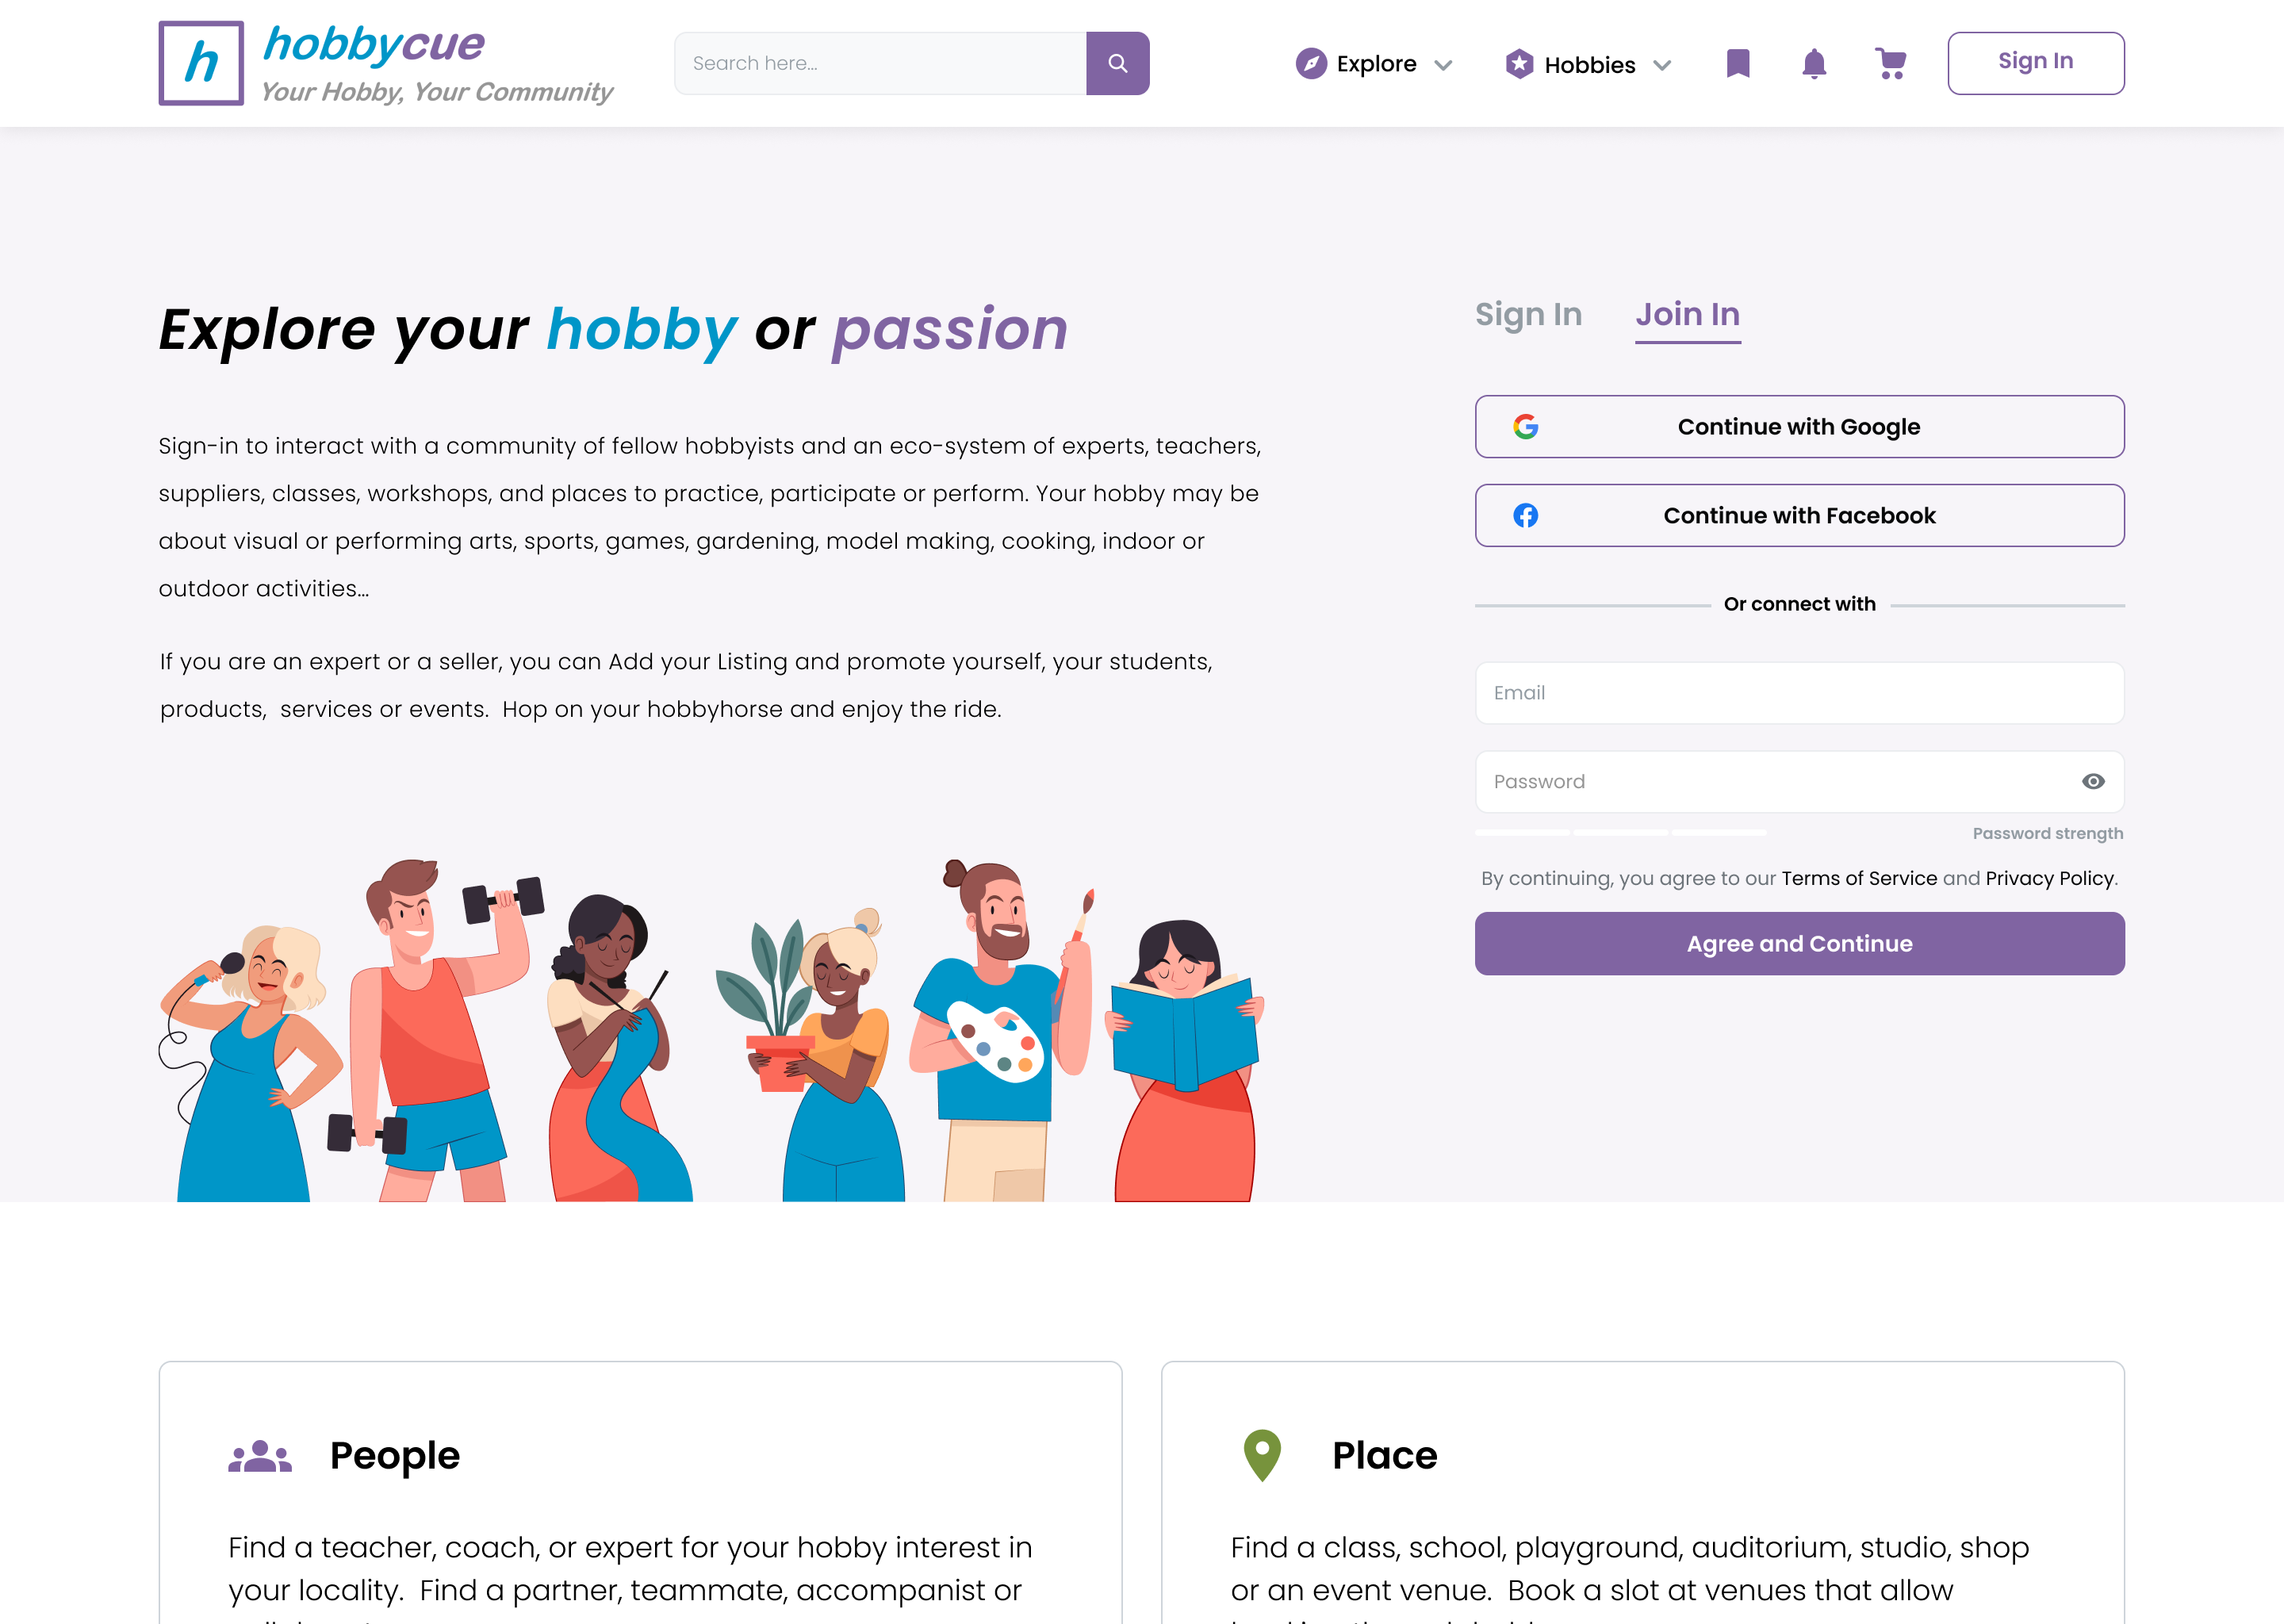 h
hobbycue
Your Hobby, Your Community
Search here...
Explore
Hobbies
Sign In
Explore your hobby or passion
Sign-in to interact with a community of fellow hobbyists and an eco-system of experts, teachers,
suppliers, classes, workshops, and places to practice, participate or perform. Your hobby may be
about visual or performing arts, sports, games, gardening, model making, cooking, indoor or
outdoor activities...
If you are an expert or a seller, you can Add your Listing and promote yourself, your students,
products,  services or events.  Hop on your hobbyhorse and enjoy the ride.
Sign In
Join In
Continue with Google
Continue with Facebook
Or connect with
Email
Password
Password strength
By continuing, you agree to our Terms of Service and Privacy Policy.
Agree and Continue
People
Find a teacher, coach, or expert for your hobby interest in
your locality.  Find a partner, teammate, accompanist or
Place
Find a class, school, playground, auditorium, studio, shop
or an event venue.  Book a slot at venues that allow